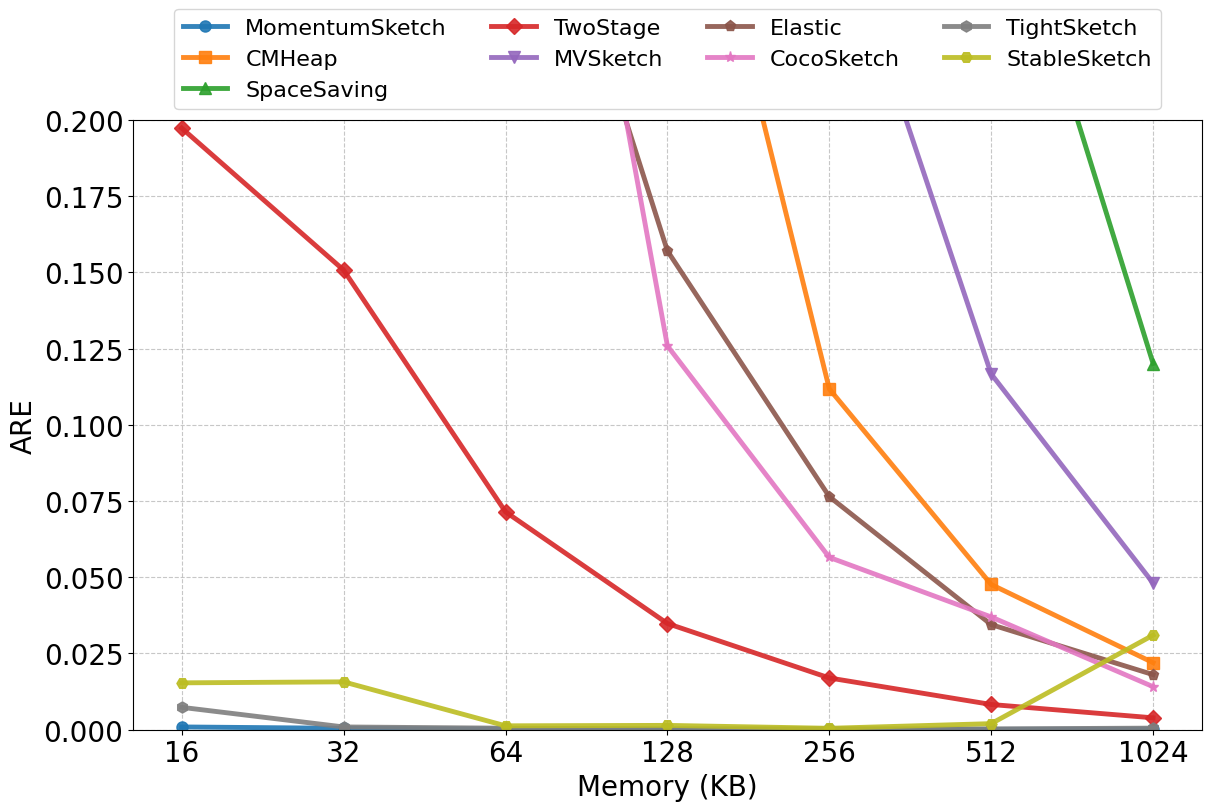 MomentumSketch TwoStage Elastic TightSketch
CMHeap MVSketch CocoSketch StableSketch
SpaceSaving
0.200
0.175
0.150
0.125
0.100
0.075
0.050
0.025
0.000
ARE
16 32 64 128 256 512 1024
Memory (KB)